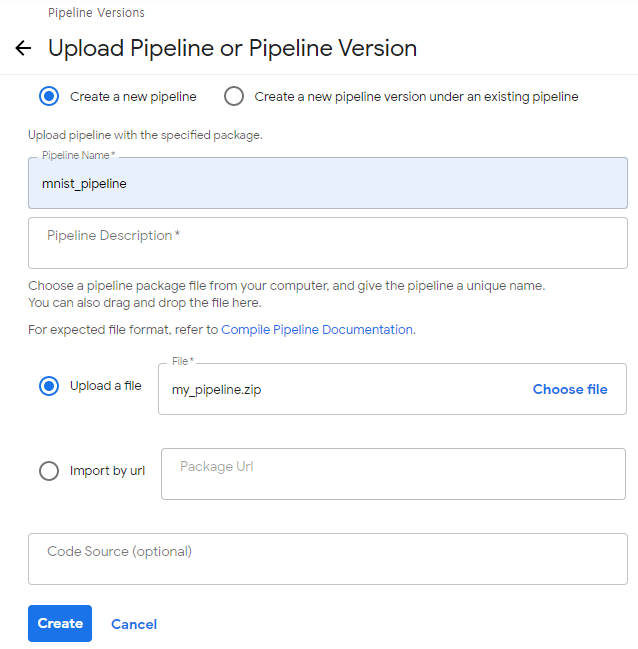 Pipeline Versions
Upload Pipeline or Pipeline Version
Create a new pipeline
Create a new pipeline version under an existing pipeline
Upload pipeline with the specified package.
Pipeline Name*
mnist_pipeline
Pipeline Description*
Choose a pipeline package file from your computer, and give the pipeline a unique name.
You can also drag and drop the file here.
For expected file format, refer to Compile Pipeline Documentation.
File*
Upload a file
my_pipeline.zip
Choose file
Import by url
Package Url
Code Source (optional)
Create
Cancel